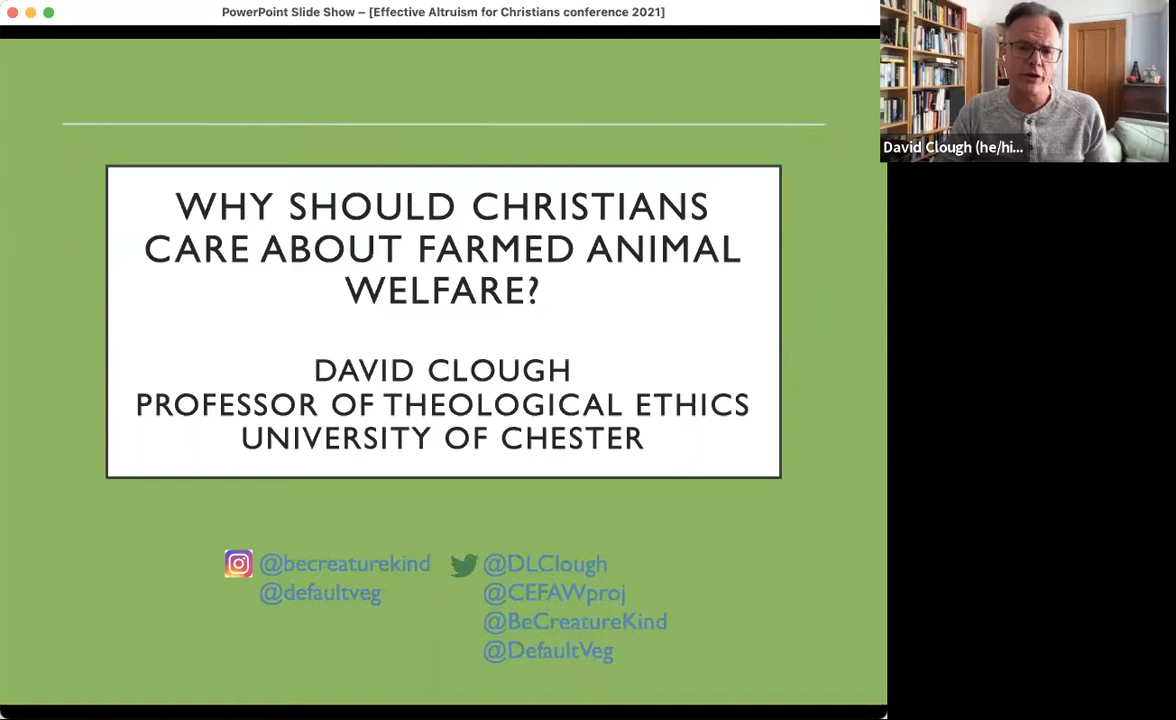 PowerPoint Slide Show – [Effective Altruism for Christians conference 2021]
David Clough (he/hi...
WHY SHOULD CHRISTIANS
CARE ABOUT FARMED ANIMAL
WELFARE?
DAVID CLOUGH
PROFESSOR OF THEOLOGICAL ETHICS
UNIVERSITY OF CHESTER
@becreaturekind
@defaultveg
@DLClough
@CEFAWproj
@BeCreatureKind
@DefaultVeg